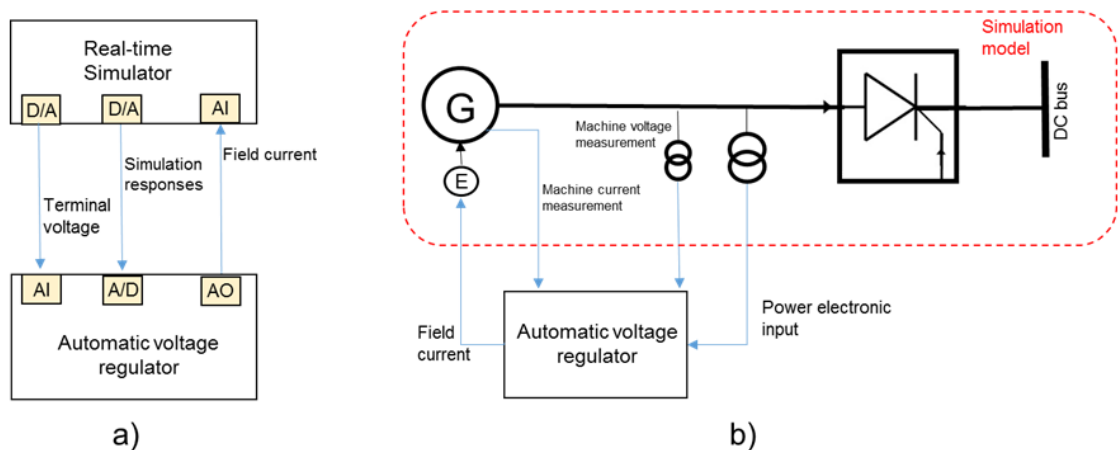 Real-time
Simulator
D/A
D/A
AI
Field current
Simulation
responses
Terminal
voltage
AI
A/D
AO
Automatic voltage
regulator
a)
Simulation
model
G
E
Machine voltage
measurement
Machine current
measurement
DC bus
Field
current
Automatic voltage
regulator
Power electronic
input
b)